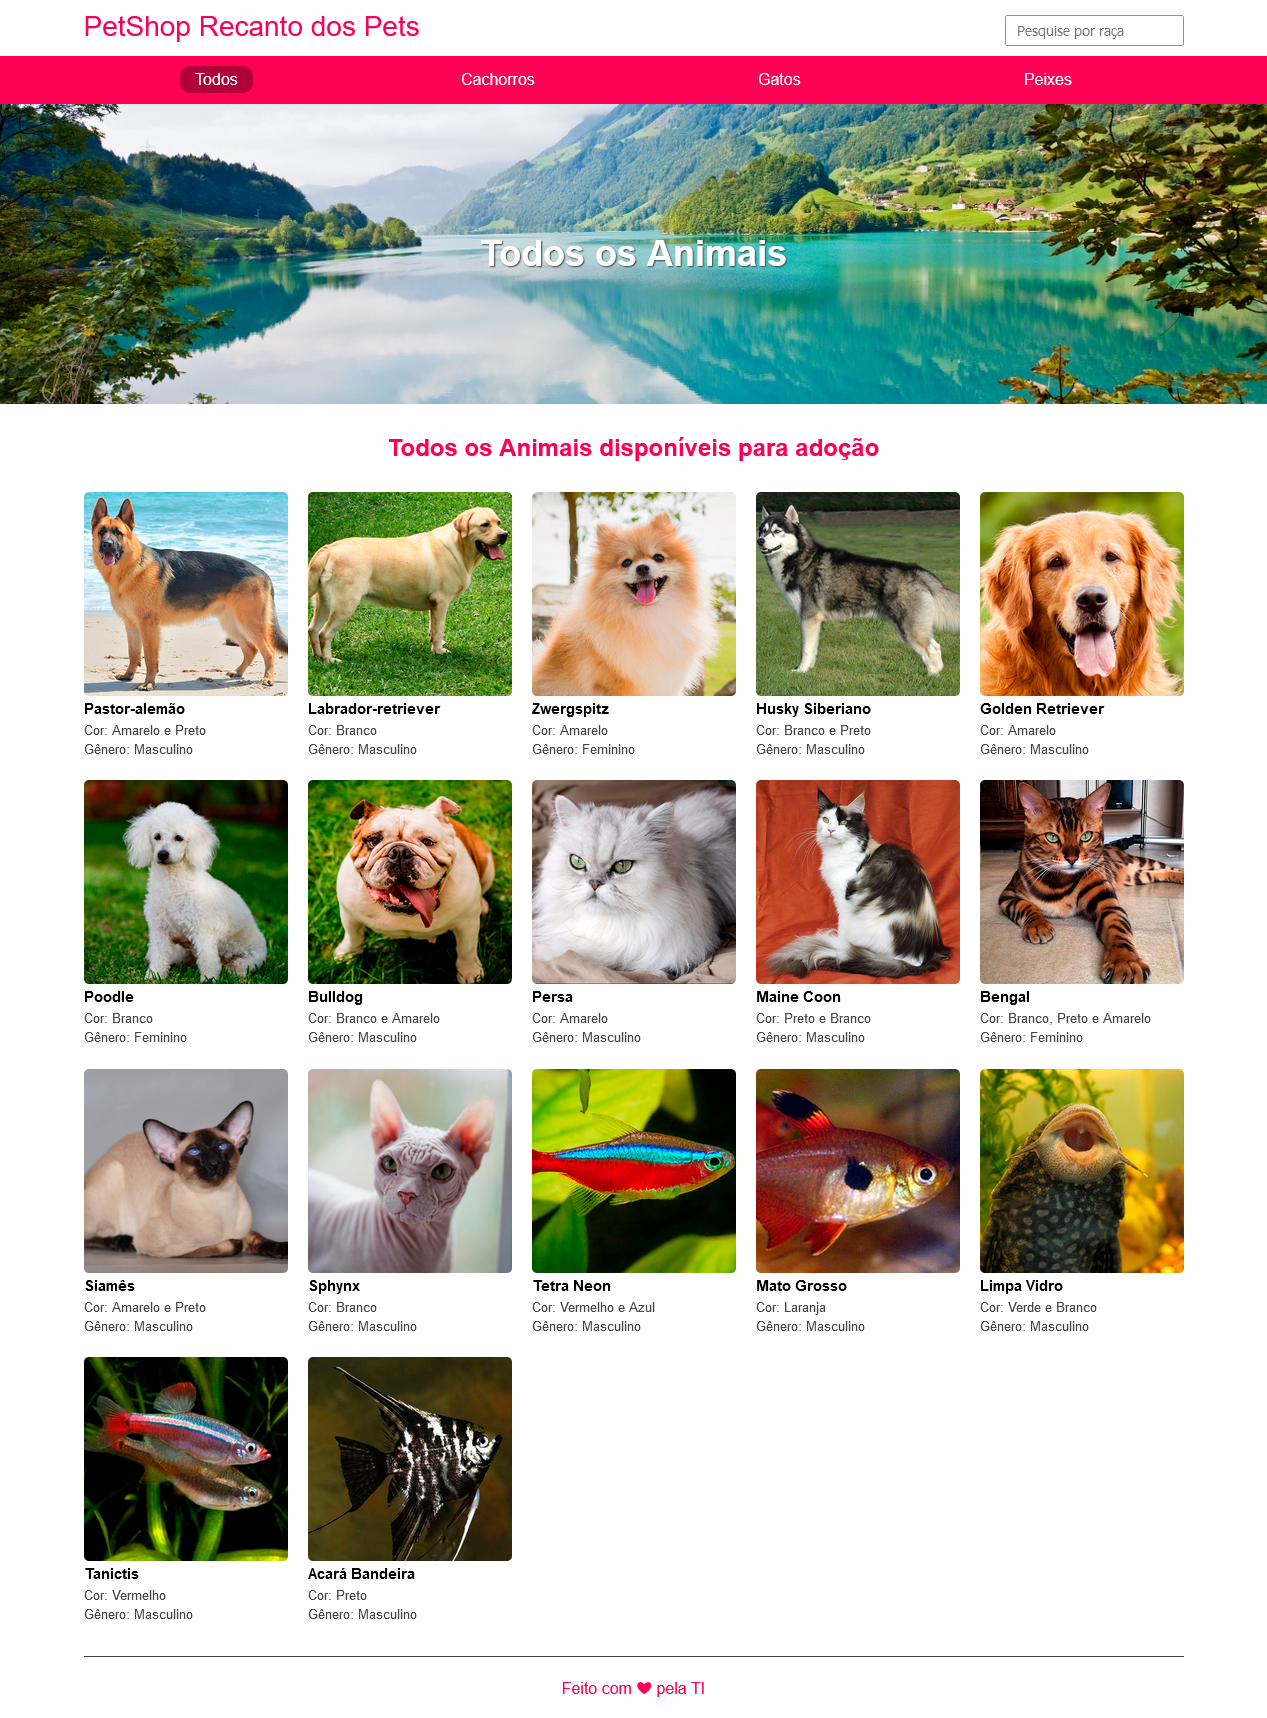 PetShop Recanto dos Pets
Pesquise por raça
Todos
Cachorros
Gatos
Peixes
Todos os Animais
Todos os Animais disponíveis para adoção
Pastor-alemão
Cor: Amarelo e Preto
Gênero: Masculino
Labrador-retriever
Cor: Branco
Gênero: Masculino
Zwergspitz
Cor: Amarelo
Gênero: Feminino
Husky Siberiano
Cor: Branco e Preto
Gênero: Masculino
Golden Retriever
Cor: Amarelo
Gênero: Masculino
Poodle
Cor: Branco
Gênero: Feminino
Bulldog
Cor: Branco e Amarelo
Gênero: Masculino
Persa
Cor: Amarelo
Gênero: Masculino
Maine Coon
Cor: Preto e Branco
Gênero: Masculino
Bengal
Cor: Branco, Preto e Amarelo
Gênero: Feminino
Siamês
Cor: Amarelo e Preto
Gênero: Masculino
Sphynx
Cor: Branco
Gênero: Masculino
Tetra Neon
Cor: Vermelho e Azul
Gênero: Masculino
Mato Grosso
Cor: Laranja
Gênero: Masculino
Limpa Vidro
Cor: Verde e Branco
Gênero: Masculino
Tanictis
Cor: Vermelho
Gênero: Masculino
Acará Bandeira
Cor: Preto
Gênero: Masculino
Feito com ♥ pela TI